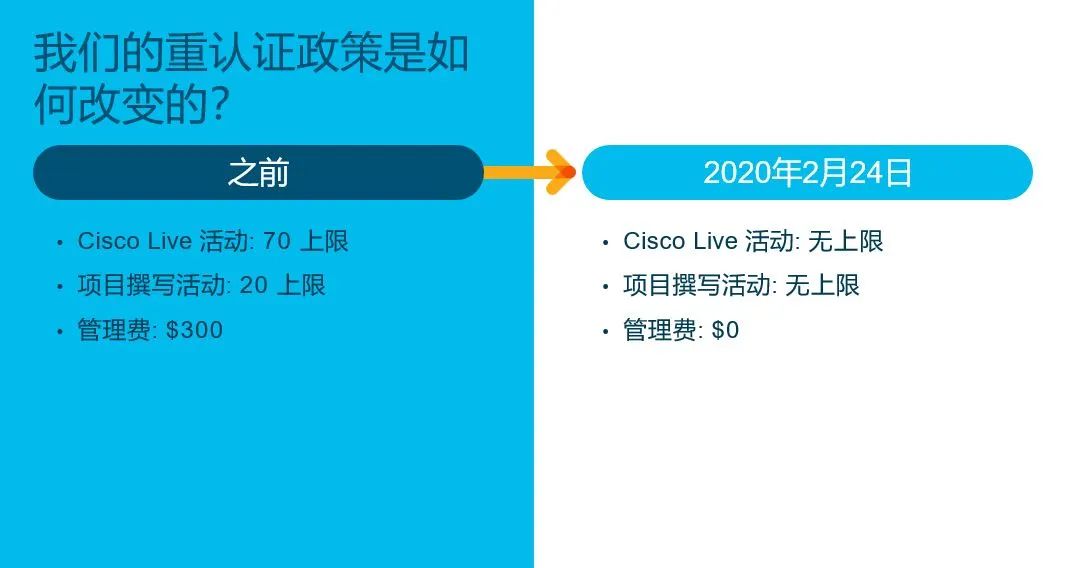 我们的重认证政策是如
何改变的?
之前
• Cisco Live 活动: 70 上限
• 项目撰写活动: 20 上限
• 管理费: $300
2020年2月24日
• Cisco Live 活动: 无上限
• 项目撰写活动: 无上限
• 管理费: $0